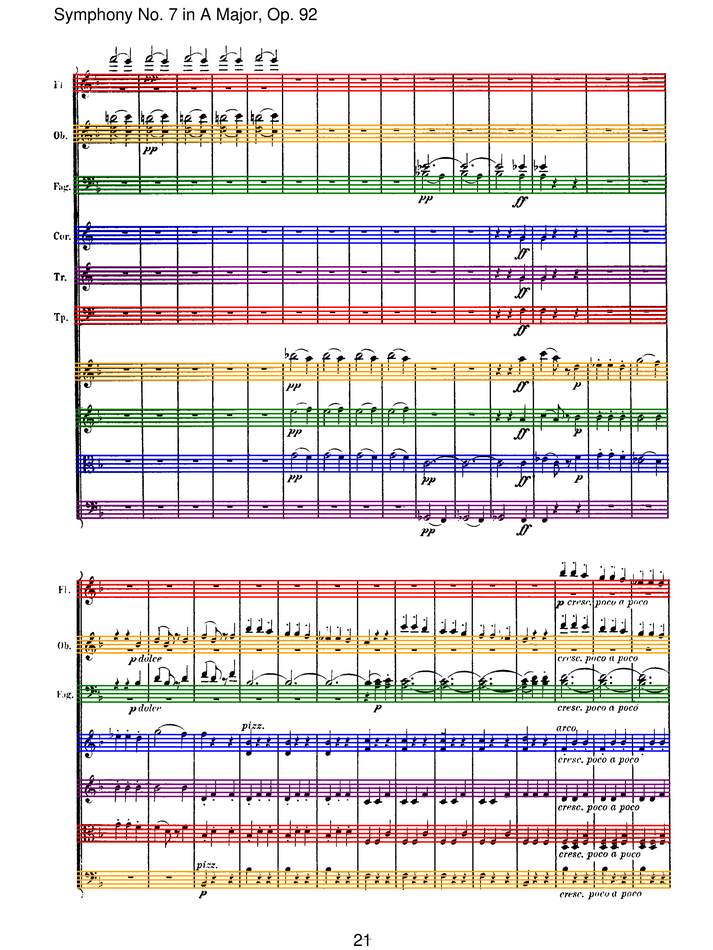 Symphony No. 7 in A Major, Op. 92
Fl
Ob.
pp
Fag.
pp
ff
Cor.
ff
Tr.
ff
Tp.
ff
pp
ff
p
pp
ff
p
pp
pp
ff
p
pp
ff
Fl.
p cresc. poco a poco
Ob.
p dolce
cresc. poco a poco
Fag.
p dolce
p
cresc. poco a poco
pizz.
arco
cresc. poco a poco
cresc. poco a poco
cresc. poco a poco
pizz.
p
cresc. poco a poco
21